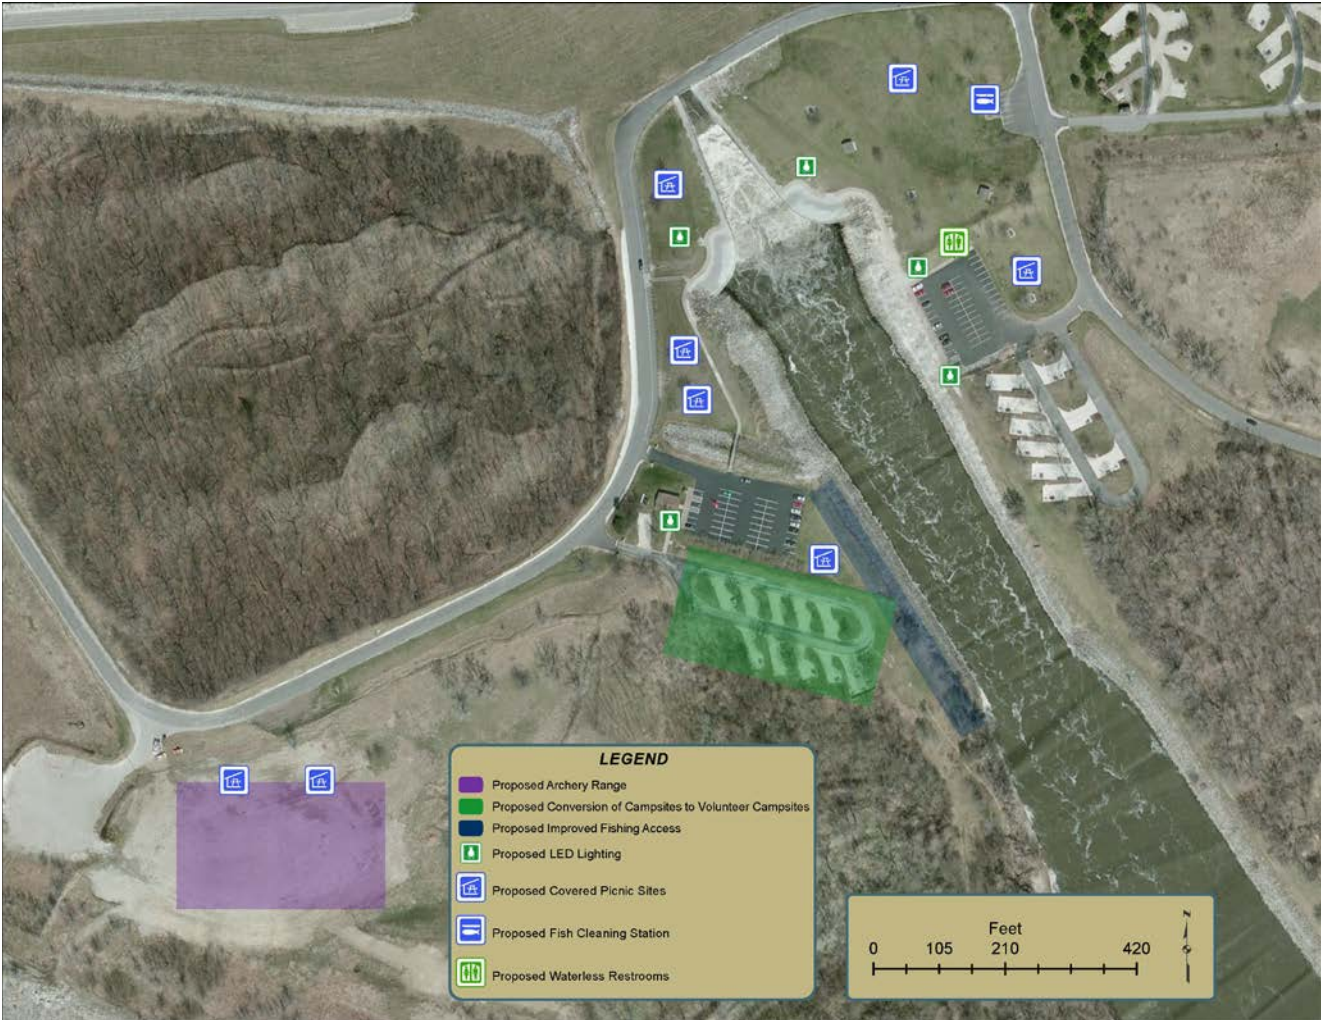 LEGEND
Proposed Archery Range
Proposed Conversion of Campsites to Volunteer Campsites
Proposed Improved Fishing Access
Proposed LED Lighting
Proposed Covered Picnic Sites
Proposed Fish Cleaning Station
Proposed Waterless Restrooms
Feet
0 105 210 420
N